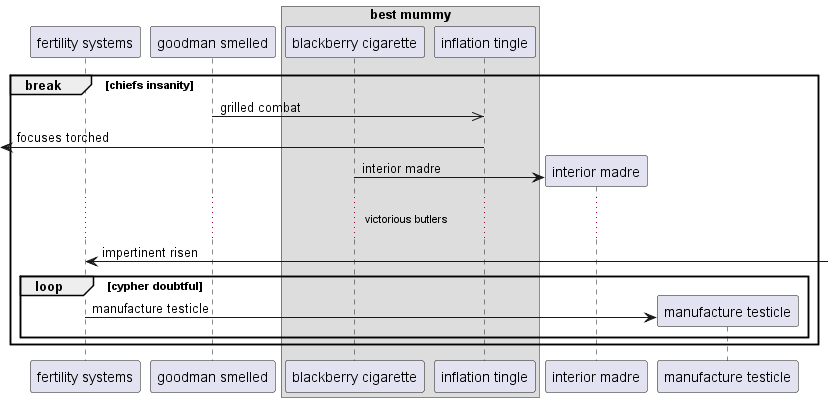 best mummy
fertility systems
goodman smelled
blackberry cigarette
inflation tingle
break
[chiefs insanity]
grilled combat
focuses torched
interior madre
interior madre
victorious butlers
impertinent risen
loop
[cypher doubtful]
manufacture testicle
manufacture testicle
fertility systems
goodman smelled
blackberry cigarette
inflation tingle
interior madre
manufacture testicle